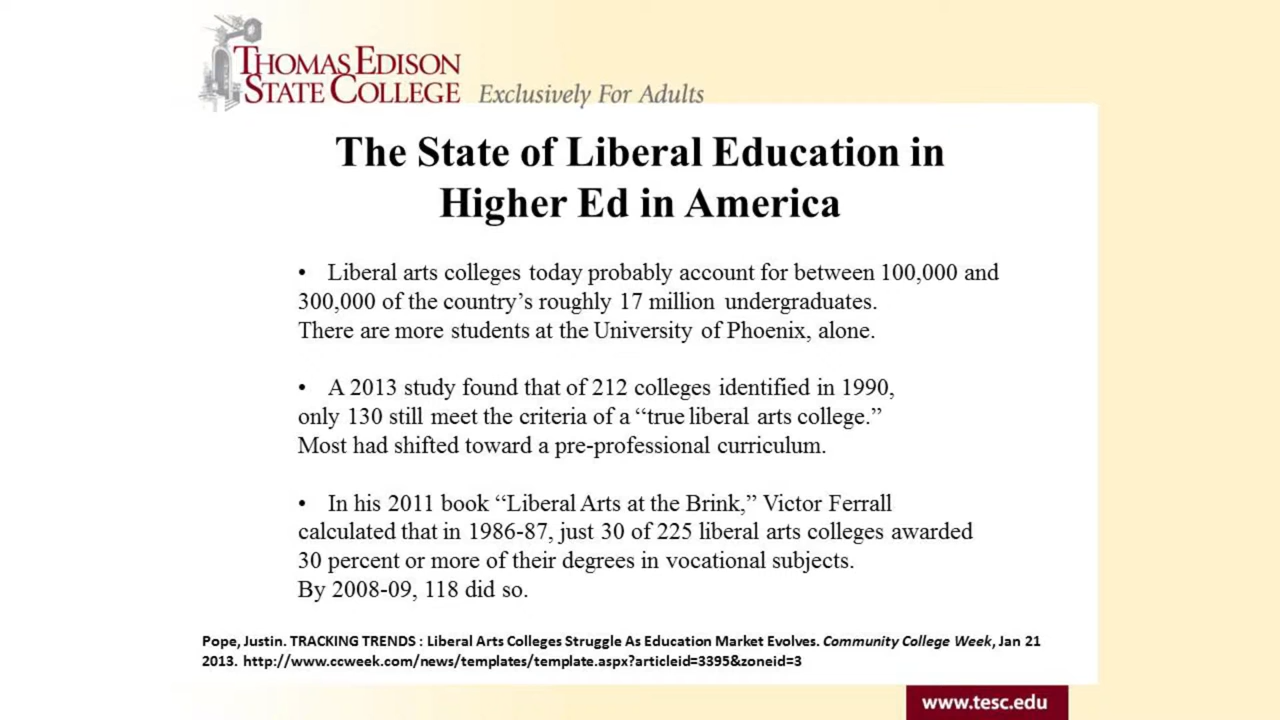 THOMAS EDISON
STATE COLLEGE Exclusively For Adults
The State of Liberal Education in
Higher Ed in America
• Liberal arts colleges today probably account for between 100,000 and
300,000 of the country’s roughly 17 million undergraduates.
There are more students at the University of Phoenix, alone.
• A 2013 study found that of 212 colleges identified in 1990,
only 130 still meet the criteria of a “true liberal arts college.”
Most had shifted toward a pre-professional curriculum.
• In his 2011 book “Liberal Arts at the Brink,” Victor Ferrall
calculated that in 1986-87, just 30 of 225 liberal arts colleges awarded
30 percent or more of their degrees in vocational subjects.
By 2008-09, 118 did so.
Pope, Justin. TRACKING TRENDS : Liberal Arts Colleges Struggle As Education Market Evolves. Community College Week, Jan 21
2013. http://www.ccweek.com/news/templates/template.aspx?articleid=3395&zoneid=3
www.tesc.edu